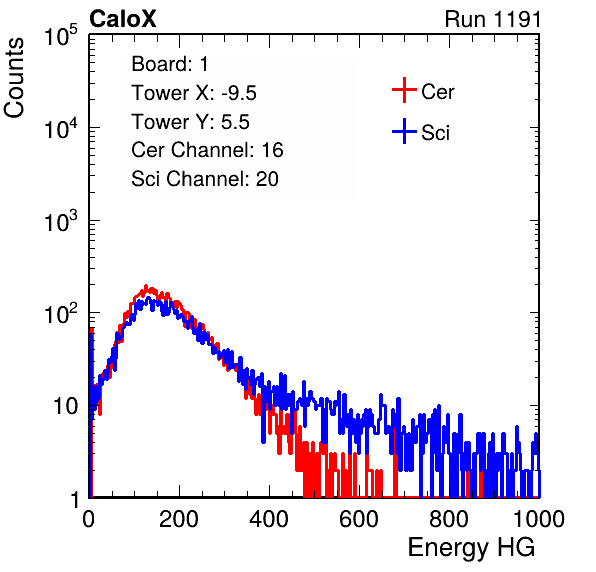 CaloX Run 1191
Counts
Board: 1
Tower X: -9.5
Tower Y: 5.5
Cer Channel: 16
Sci Channel: 20
Cer
Sci
10^5
10^4
10^3
10^2
10
1
0 200 400 600 800 1000
Energy HG